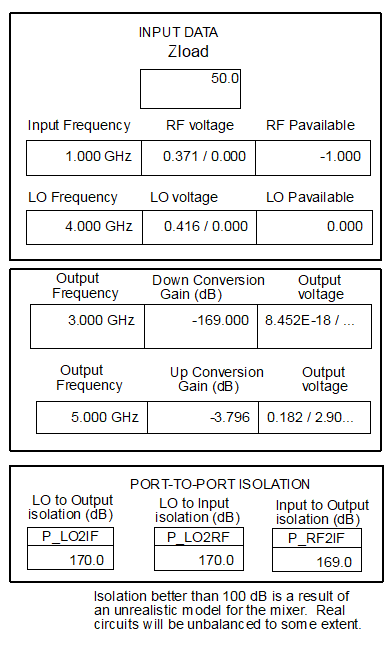 INPUT DATA
Zload
50.0
Input Frequency RF voltage RF Pavailable
1.000 GHz 0.371 / 0.000 -1.000
LO Frequency LO voltage LO Pavailable
4.000 GHz 0.416 / 0.000 0.000
Output Down Conversion Output
Frequency Gain (dB) voltage
3.000 GHz -169.000 8.452E-18 / ...
Output Up Conversion Output
Frequency Gain (dB) voltage
5.000 GHz -3.796 0.182 / 2.90...
PORT-TO-PORT ISOLATION
LO to Output LO to Input Input to Output
isolation (dB) isolation (dB) isolation (dB)
P_LO2IF P_LO2RF P_RF2IF
170.0 170.0 169.0
Isolation better than 100 dB is a result of
an unrealistic model for the mixer. Real
circuits will be unbalanced to some extent.